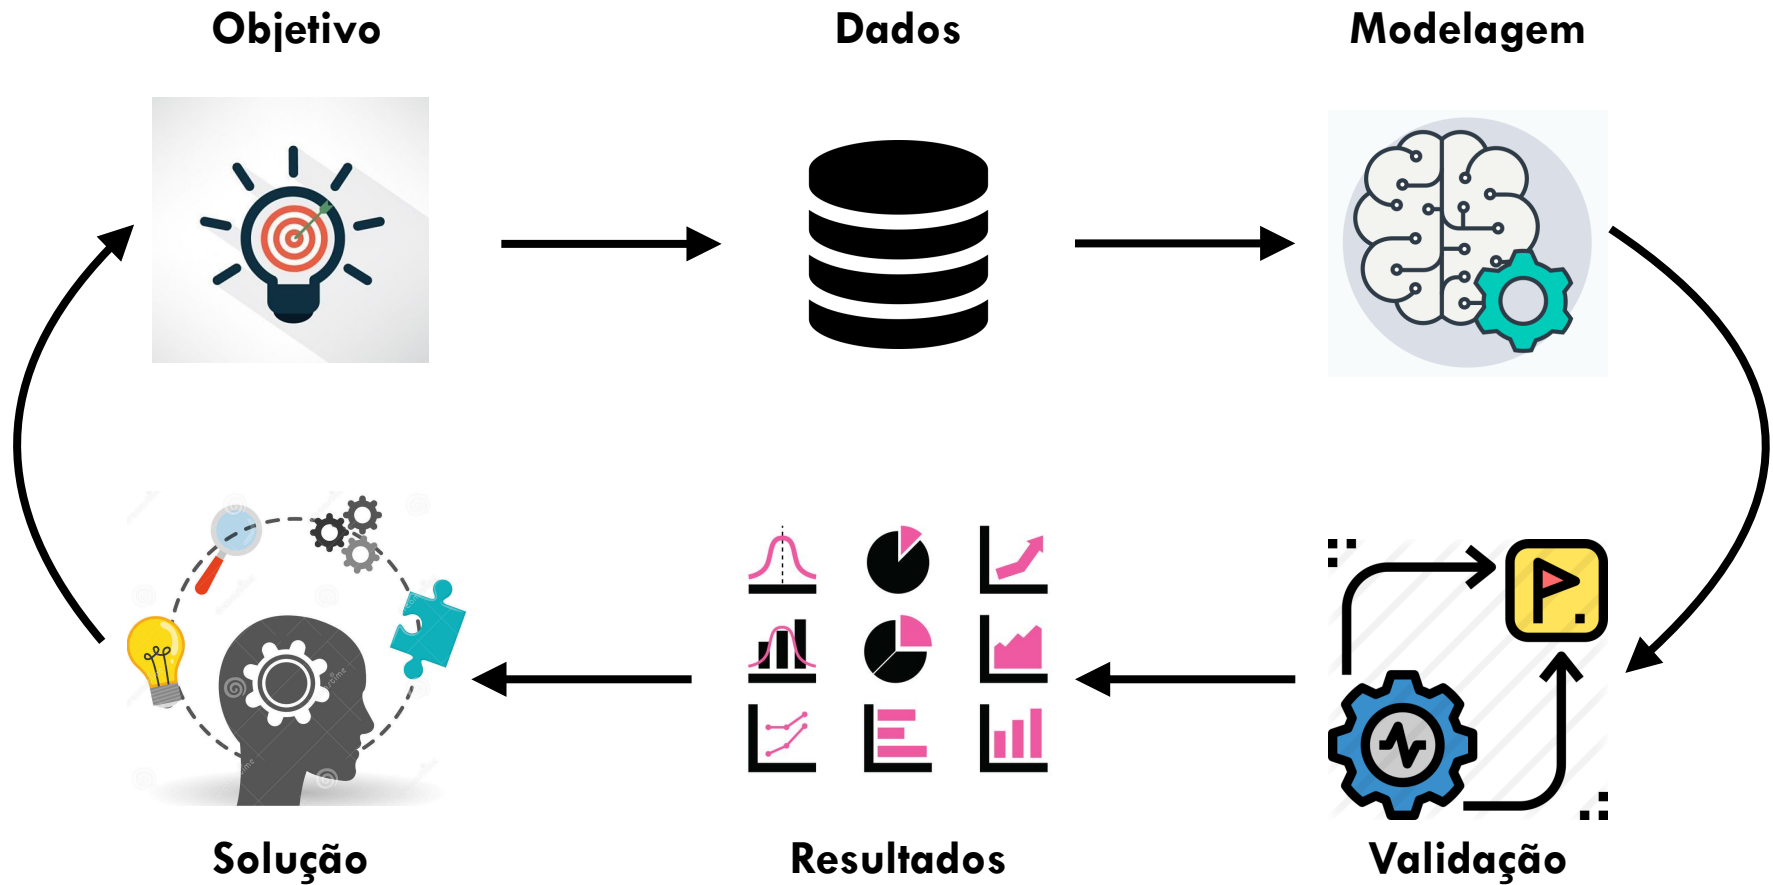 Objetivo
Dados
Modelagem
Solução
Resultados
Validação